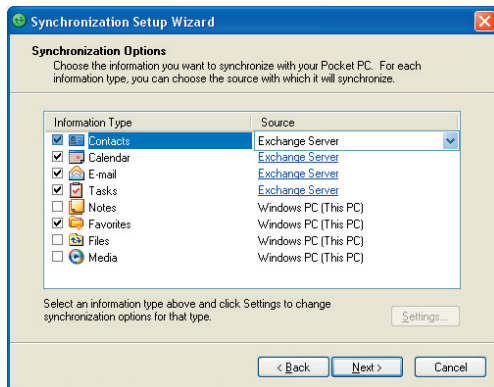 Synchronization Setup Wizard
Synchronization Options
Choose the information you want to synchronize with your Pocket PC. For each
information type, you can choose the source with which it will synchronize.
Information Type Source
Contacts Exchange Server
Calendar Exchange Server
E-mail Exchange Server
Tasks Exchange Server
Notes Windows PC (This PC)
Favorites Windows PC (This PC)
Files Windows PC (This PC)
Media Windows PC (This PC)
Select an information type above and click Settings to change
synchronization options for that type.
Settings...
< Back Next > Cancel